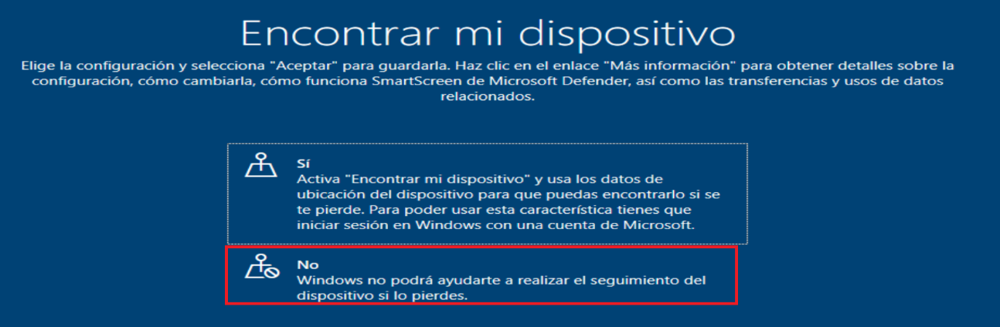 Encontrar mi dispositivo
Elige la configuración y selecciona "Aceptar" para guardarla. Haz clic en el enlace "Más información" para obtener detalles sobre la
configuración, cómo cambiarla, cómo funciona SmartScreen de Microsoft Defender, así como las transferencias y usos de datos
relacionados.
Sí
Activa "Encontrar mi dispositivo" y usa los datos de
ubicación del dispositivo para que puedas encontrarlo si se
te pierde. Para poder usar esta característica tienes que
iniciar sesión en Windows con una cuenta de Microsoft.
No
Windows no podrá ayudarte a realizar el seguimiento del
dispositivo si lo pierdes.